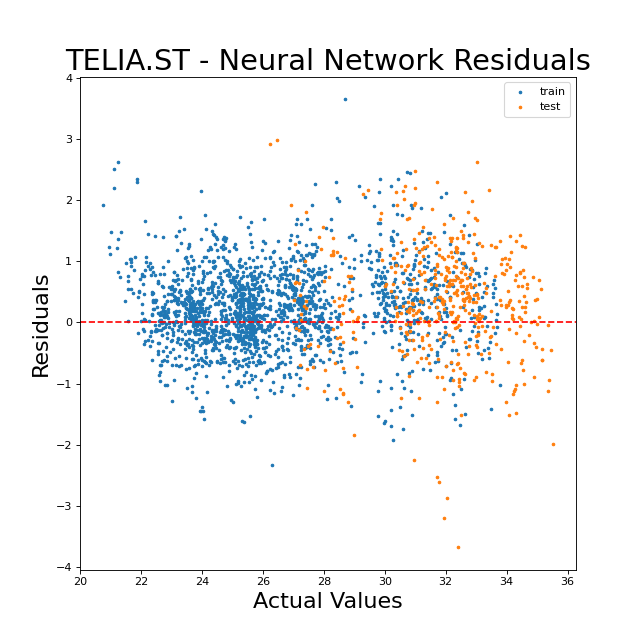 TELIA.ST - Neural Network Residuals
train
test
4
3
2
1
0
−1
−2
−3
−4
Residuals
20 22 24 26 28 30 32 34 36
Actual Values